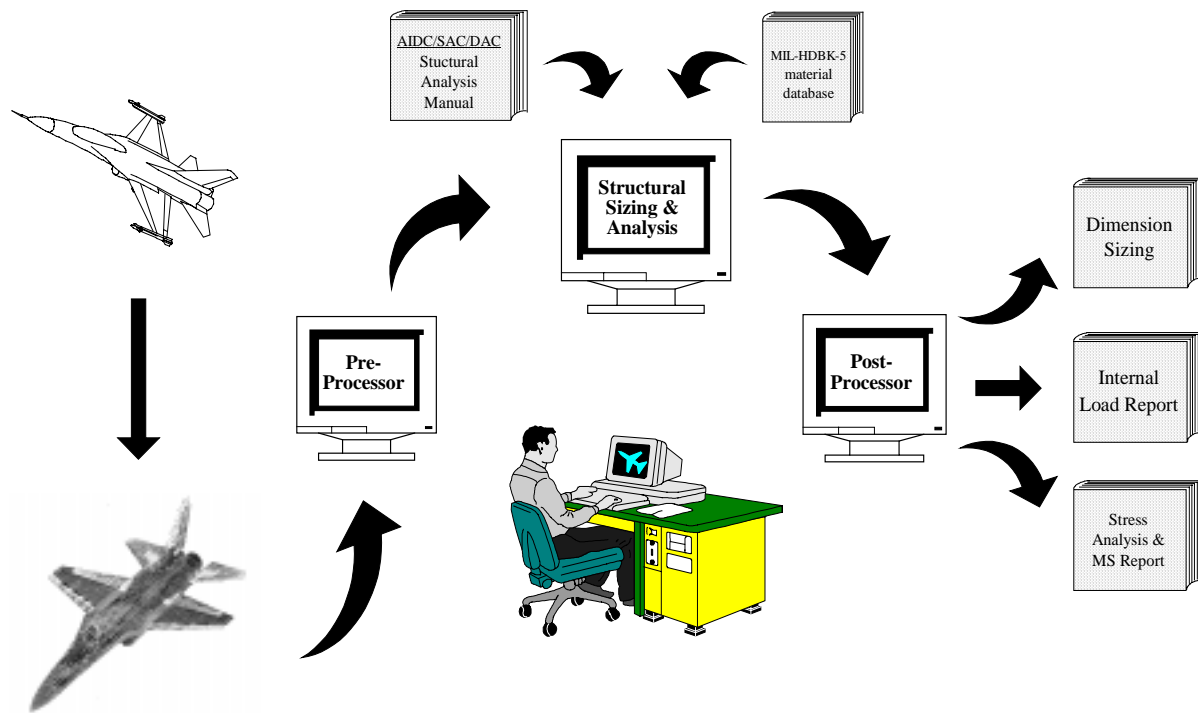 AIDC/SAC/DAC
Stuctural
Analysis
Manual
MIL-HDBK-5
material
database
Structural
Sizing &
Analysis
Dimension
Sizing
Pre-
Processor
Post-
Processor
Internal
Load Report
Stress
Analysis &
MS Report